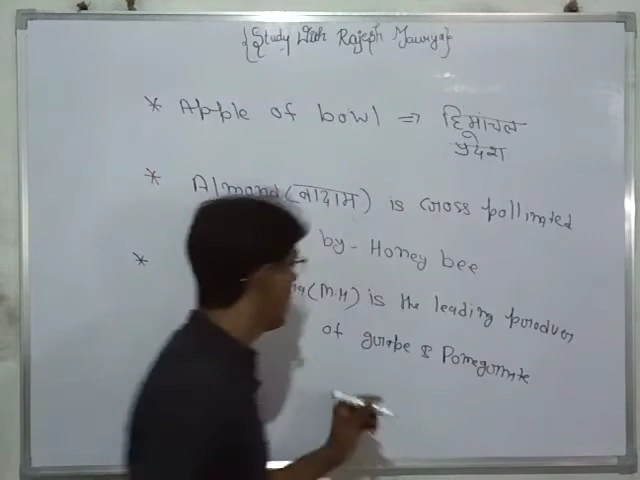 {Study With Rajesh Maurya}
* Apple of bowl ⇒ हिमांचल
प्रदेश
* Almond (बादाम) is cross pollinated
by - Honey bee
* (M.H) is the leading producer
of grape & Pomegranate